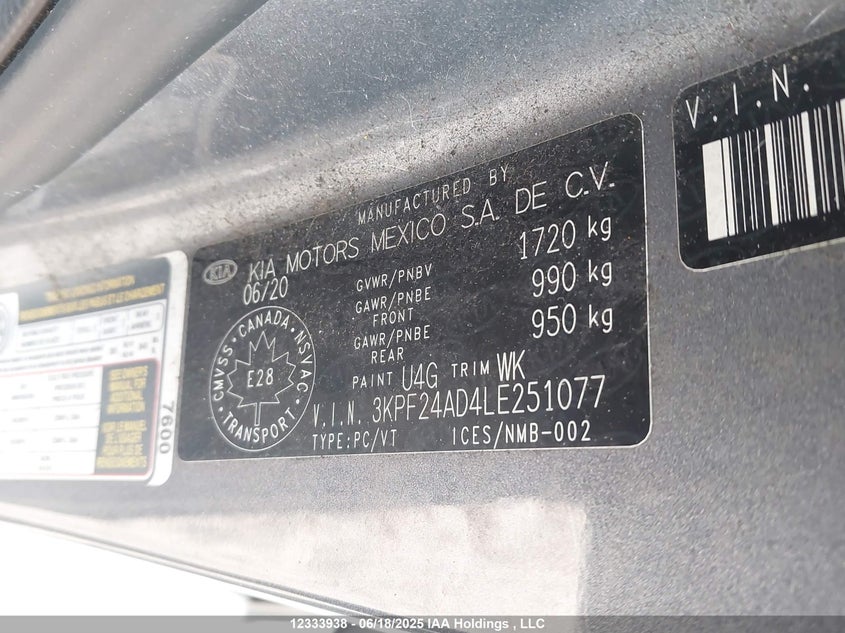 MANUFACTURED BY
KIA KIA MOTORS MEXICO S.A. DE C.V.
06/20
GVWR/PNBV 1720 kg
GAWR/PNBE FRONT 990 kg
GAWR/PNBE REAR 950 kg
CMVSS • CANADA • NSVAC
E28
TRANSPORT
PAINT U4G TRIM WK
V.I.N. 3KPF24AD4LE251077
TYPE:PC/VT ICES/NMB-002
V.I.N.
7600
12333938 - 06/18/2025 IAA Holdings , LLC